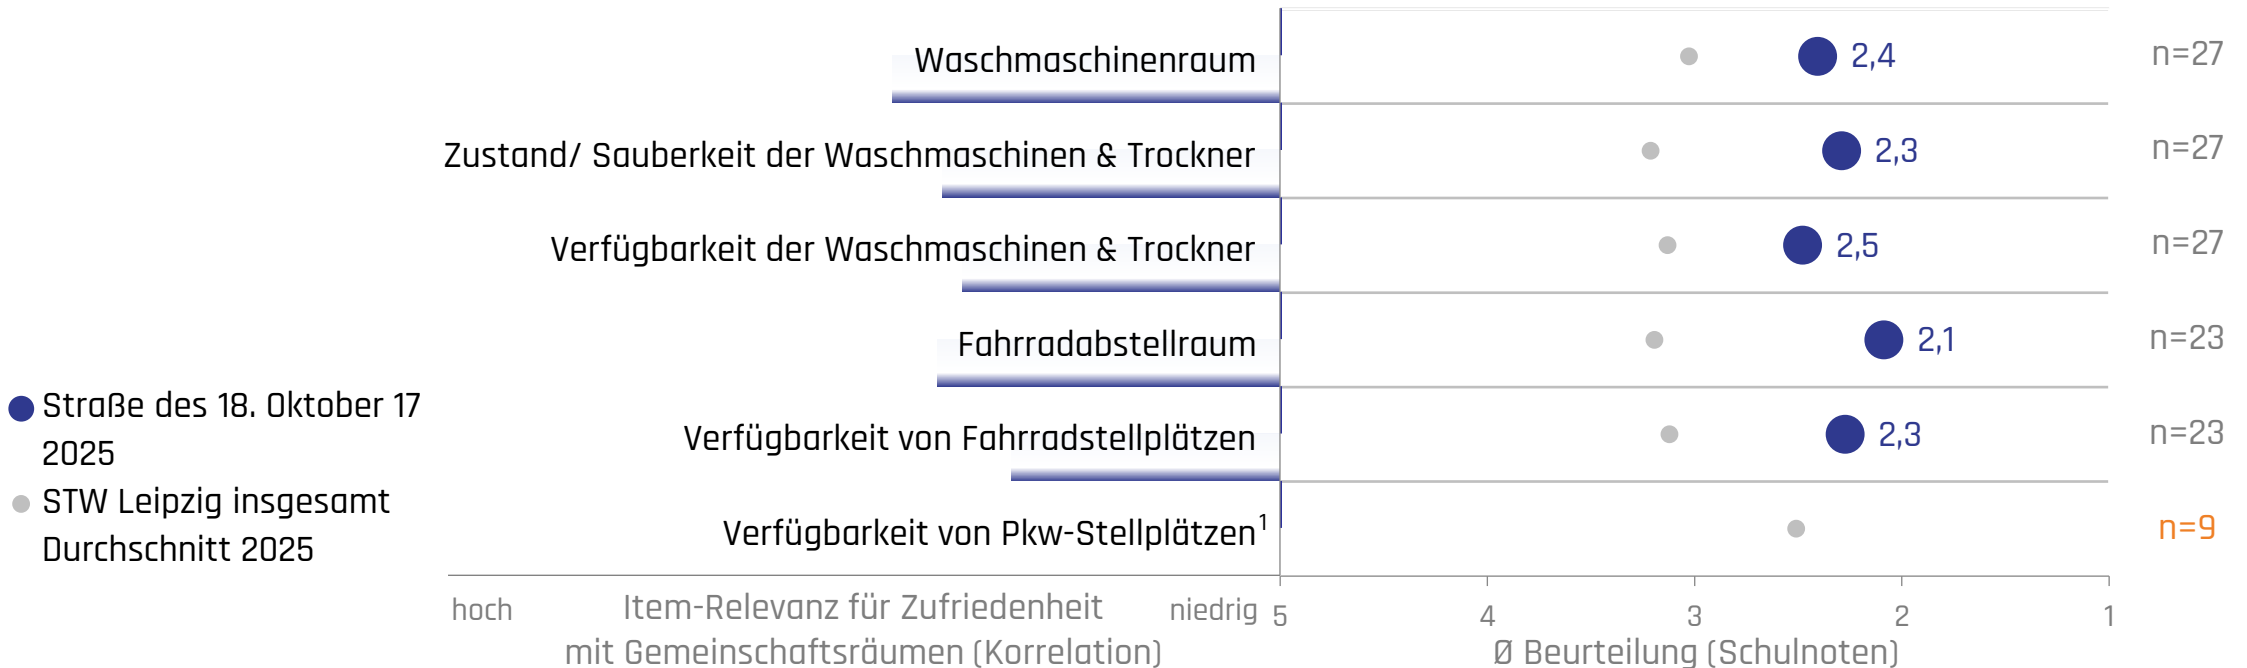 Waschmaschinenraum 2,4 n=27
Zustand/ Sauberkeit der Waschmaschinen & Trockner 2,3 n=27
Verfügbarkeit der Waschmaschinen & Trockner 2,5 n=27
Fahrradabstellraum 2,1 n=23
Verfügbarkeit von Fahrradstellplätzen 2,3 n=23
Verfügbarkeit von Pkw-Stellplätzen¹ n=9
Straße des 18. Oktober 17
2025
STW Leipzig insgesamt
Durchschnitt 2025
hoch Item-Relevanz für Zufriedenheit niedrig
mit Gemeinschaftsräumen (Korrelation)
5 4 3 2 1
Ø Beurteilung (Schulnoten)